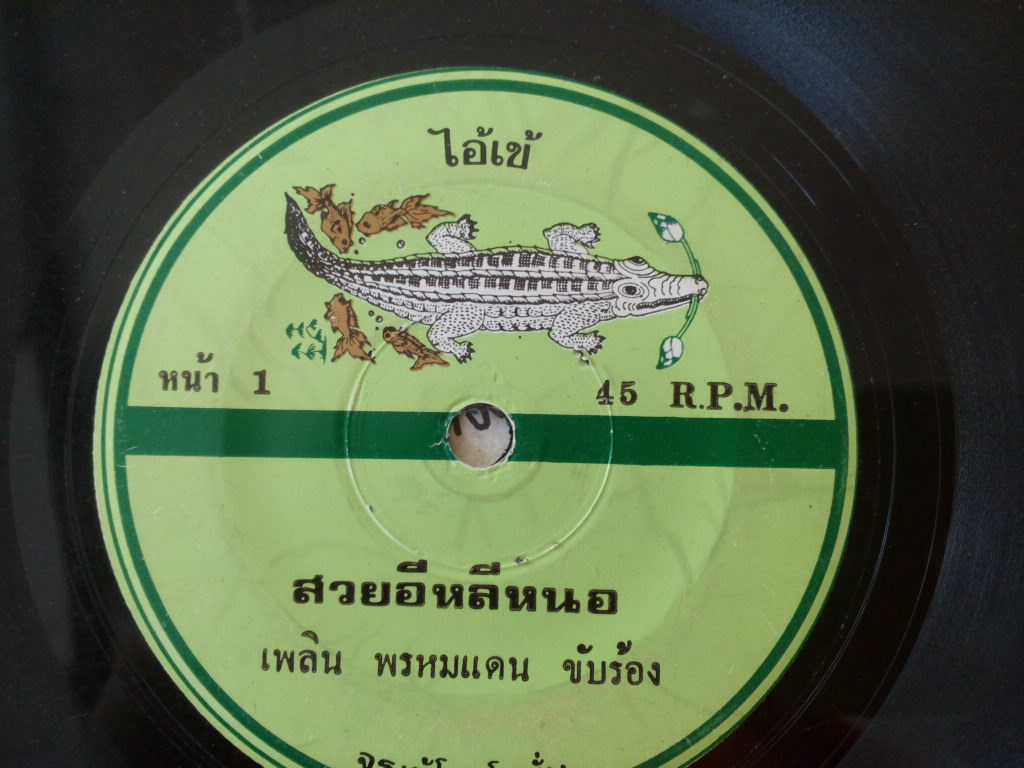 ไอ้เข้
หน้า 1
45 R.P.M.
สวยอีหลีหนอ
เพลิน พรหมแดน ขับร้อง